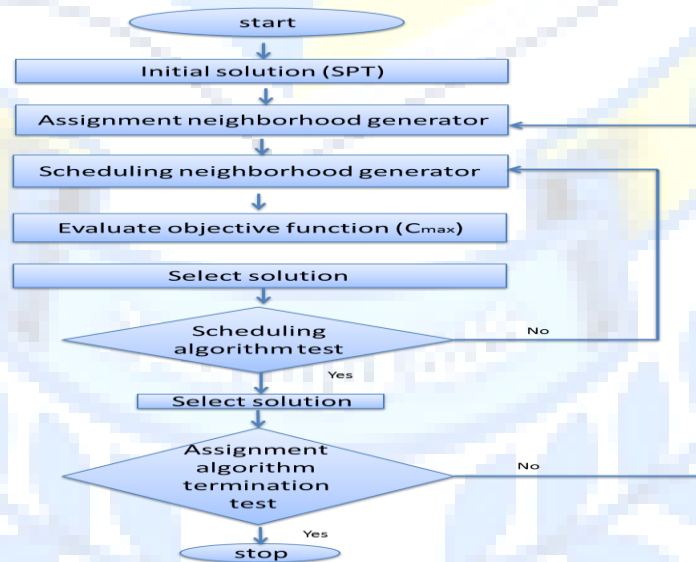 start
Initial solution (SPT)
Assignment neighborhood generator
Scheduling neighborhood generator
Evaluate objective function (Cmax)
Select solution
Scheduling
algorithm test
No
Yes
Select solution
Assignment
algorithm
termination
test
No
Yes
stop